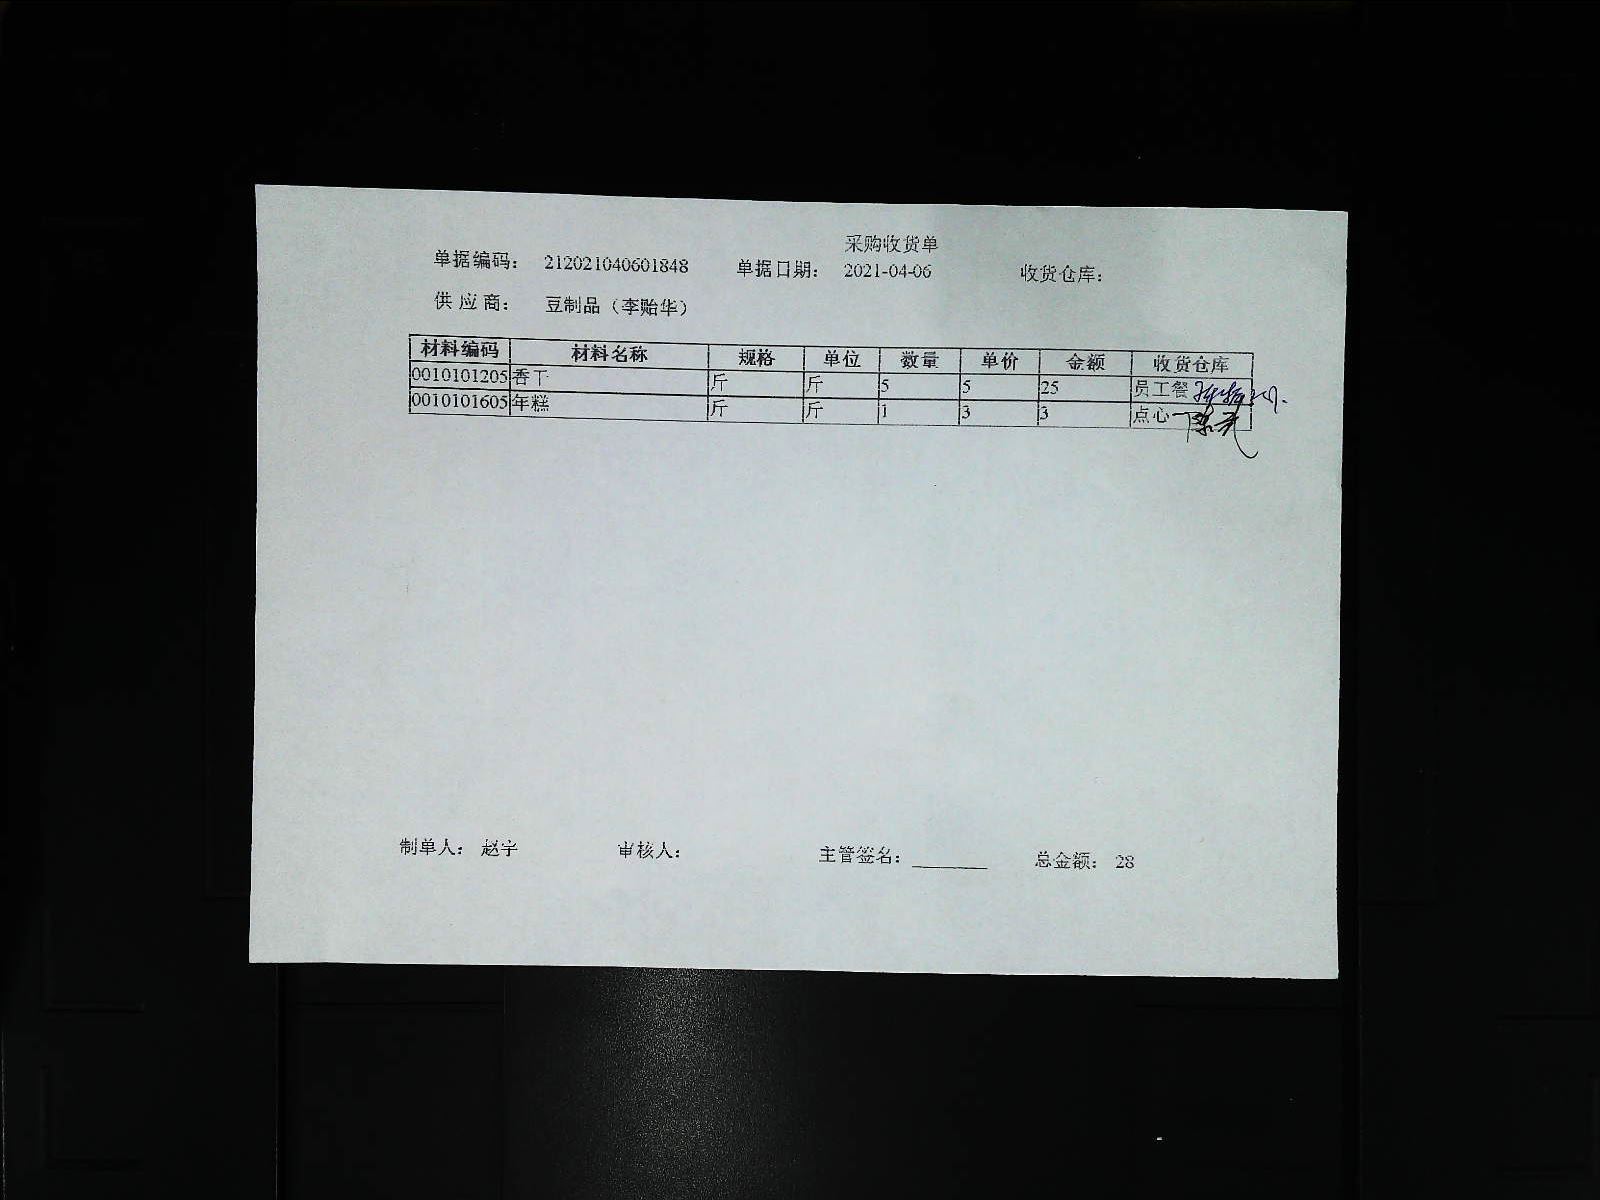 采购收货单
单据编码: 212021040601848 单据日期: 2021-04-06 收货仓库:
供 应 商: 豆制品（李贻华）
材料编码 材料名称 规格 单位 数量 单价 金额 收货仓库
0010101205 香干 斤 斤 5 5 25 员工餐
0010101605 年糕 斤 斤 1 3 3 点心
制单人: 赵宇 审核人: 主管签名: ________ 总金额: 28